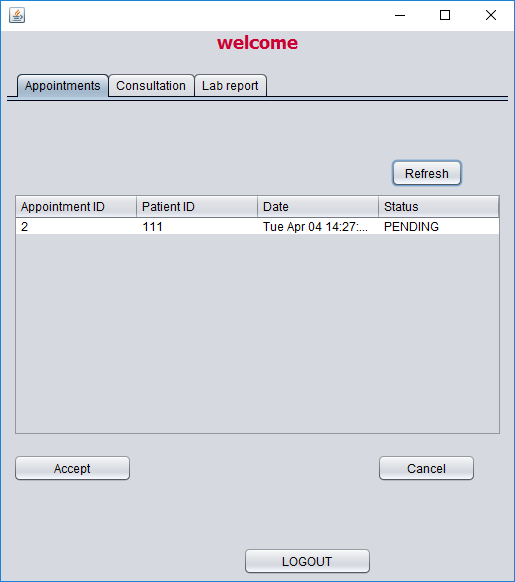 welcome
Appointments Consultation Lab report
Refresh
Appointment ID Patient ID Date Status
2 111 Tue Apr 04 14:27:... PENDING
Accept Cancel
LOGOUT